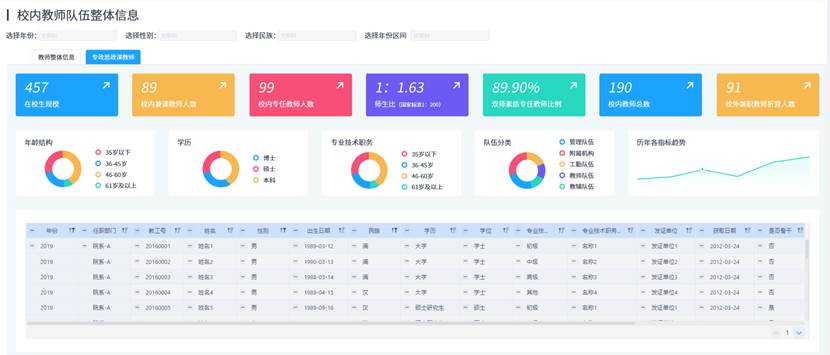 校内教师队伍整体信息
选择年份: 选择性别: 选择民族: 选择年份区间
教师整体信息 专政思政课教师
457 89 99 1: 1.63 89.90% 190 91
在校生规模 校内兼课教师人数 校内专任教师人数 师生比 (国家标准1: 200) 双师素质专任教师比例 校内教师总数 校外兼职教师折算人数
年龄结构
35岁以下
36-45岁
46-60岁
61岁及以上
学历
博士
硕士
本科
专业技术职务
35岁以下
36-45岁
46-60岁
61岁及以上
队伍分类
管理队伍
附属机构
工勤队伍
教师队伍
教辅队伍
历年各指标趋势
年份 任职部门 教工号 姓名 性别 出生日期 民族 学历 学位 专业技... 专业技术职务... 发证单位 获取日期 是否骨干
2019 院系-A 20160001 姓名1 男 1989-03-12 满 大学 学士 初级 名称1 发证单位1 2012-03-24 否
2019 院系-A 20160002 姓名2 男 1990-03-13 满 大学 学士 中级 名称2 发证单位1 2012-03-24 否
2019 院系-A 20160003 姓名3 男 1988-03-14 满 大学 学士 高级 名称3 发证单位1 2012-03-24 否
2019 院系-A 20160004 姓名4 男 1989-04-15 汉 大学 学士 其他 名称4 发证单位1 2012-03-24 否
2019 院系-A 20160005 姓名5 男 1989-09-16 汉 硕士研究生 硕士 初级 名称1 发证单位1 2012-03-24 是
1